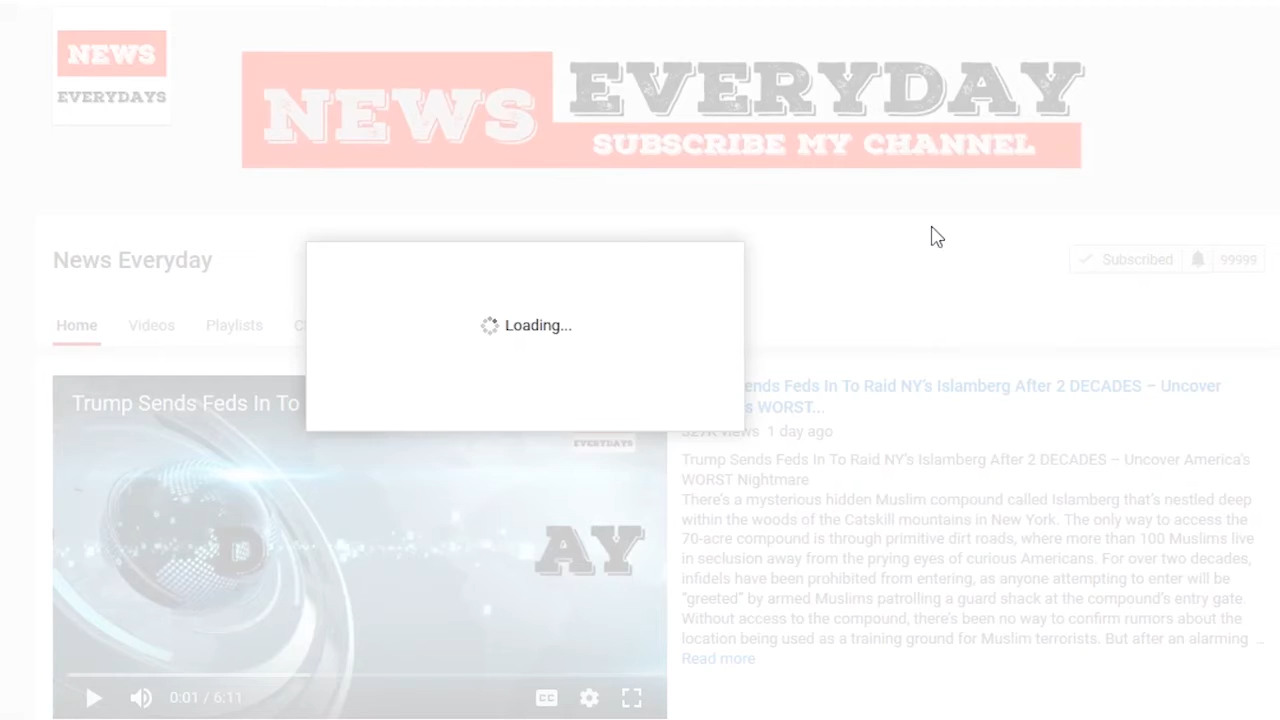 NEWS
EVERYDAYS
NEWS
EVERYDAY
SUBSCRIBE MY CHANNEL
News Everyday
Subscribed
99999
Home
Videos
Playlists
Loading...
Trump Sends Feds In To
EVERYDAYS
D
AY
0:01 / 6:11
CC
ends Feds In To Raid NY's Islamberg After 2 DECADES – Uncover
s WORST...
327K views 1 day ago
Trump Sends Feds In To Raid NY's Islamberg After 2 DECADES – Uncover America's
WORST Nightmare
There's a mysterious hidden Muslim compound called Islamberg that's nestled deep
within the woods of the Catskill mountains in New York. The only way to access the
70-acre compound is through primitive dirt roads, where more than 100 Muslims live
in seclusion away from the prying eyes of curious Americans. For over two decades,
infidels have been prohibited from entering, as anyone attempting to enter will be
"greeted" by armed Muslims patrolling a guard shack at the compound's entry gate.
Without access to the compound, there's been no way to confirm rumors about the
location being used as a training ground for Muslim terrorists. But after an alarming ...
Read more